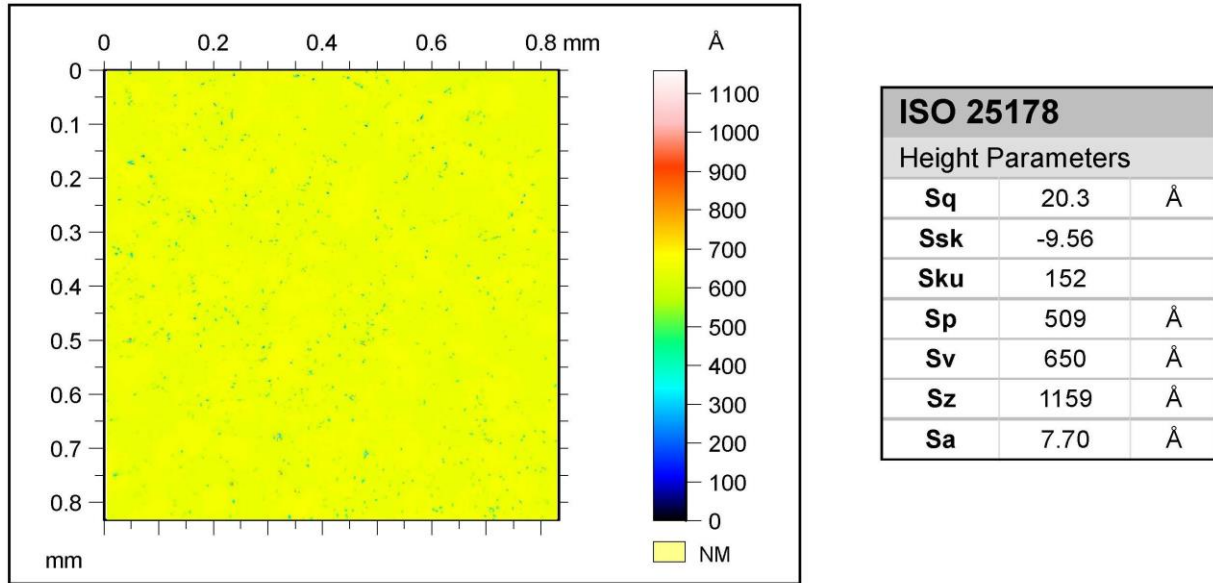 0 0.2 0.4 0.6 0.8 mm
0
0.1
0.2
0.3
0.4
0.5
0.6
0.7
0.8
mm
Å
1100
1000
900
800
700
600
500
400
300
200
100
0
NM
ISO 25178
Height Parameters
Sq 20.3 Å
Ssk -9.56
Sku 152
Sp 509 Å
Sv 650 Å
Sz 1159 Å
Sa 7.70 Å